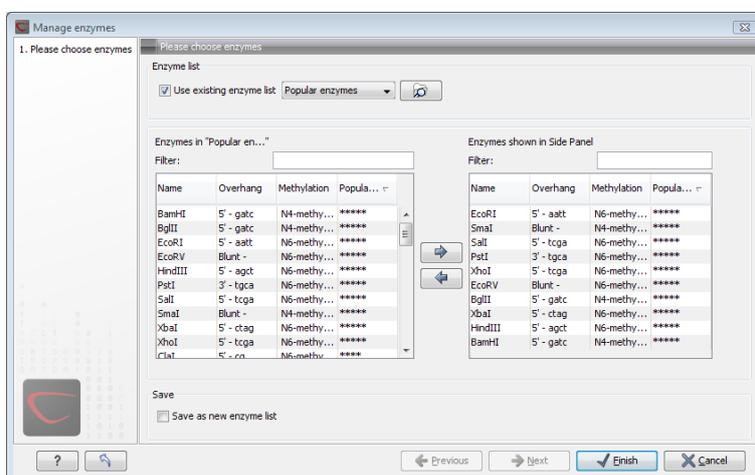 Manage enzymes
1. Please choose enzymes
Please choose enzymes
Enzyme list
Use existing enzyme list Popular enzymes
Enzymes in "Popular en..."
Filter:
Name Overhang Methylation Popula...
BamHI 5' - gatc N4-methy... *****
BglII 5' - gatc N4-methy... *****
EcoRI 5' - aatt N6-methy... *****
EcoRV Blunt - N6-methy... *****
HindIII 5' - agct N6-methy... *****
PstI 3' - tgca N6-methy... *****
SalI 5' - tcga N6-methy... *****
SmaI Blunt - N4-methy... *****
XbaI 5' - ctag N6-methy... *****
XhoI 5' - tcga N6-methy... *****
ClaI 5' - cg N6-methy ****
Enzymes shown in Side Panel
Filter:
Name Overhang Methylation Popula...
EcoRI 5' - aatt N6-methy... *****
SmaI Blunt - N4-methy... *****
SalI 5' - tcga N6-methy... *****
PstI 3' - tgca N6-methy... *****
XhoI 5' - tcga N6-methy... *****
EcoRV Blunt - N6-methy... *****
BglII 5' - gatc N4-methy... *****
XbaI 5' - ctag N6-methy... *****
HindIII 5' - agct N6-methy... *****
BamHI 5' - gatc N4-methy... *****
Save
Save as new enzyme list
? Previous Next Finish Cancel